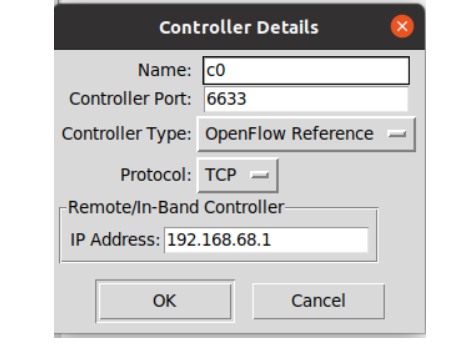 Controller Details
Name: c0
Controller Port: 6633
Controller Type: OpenFlow Reference
Protocol: TCP
Remote/In-Band Controller
IP Address: 192.168.68.1
OK Cancel